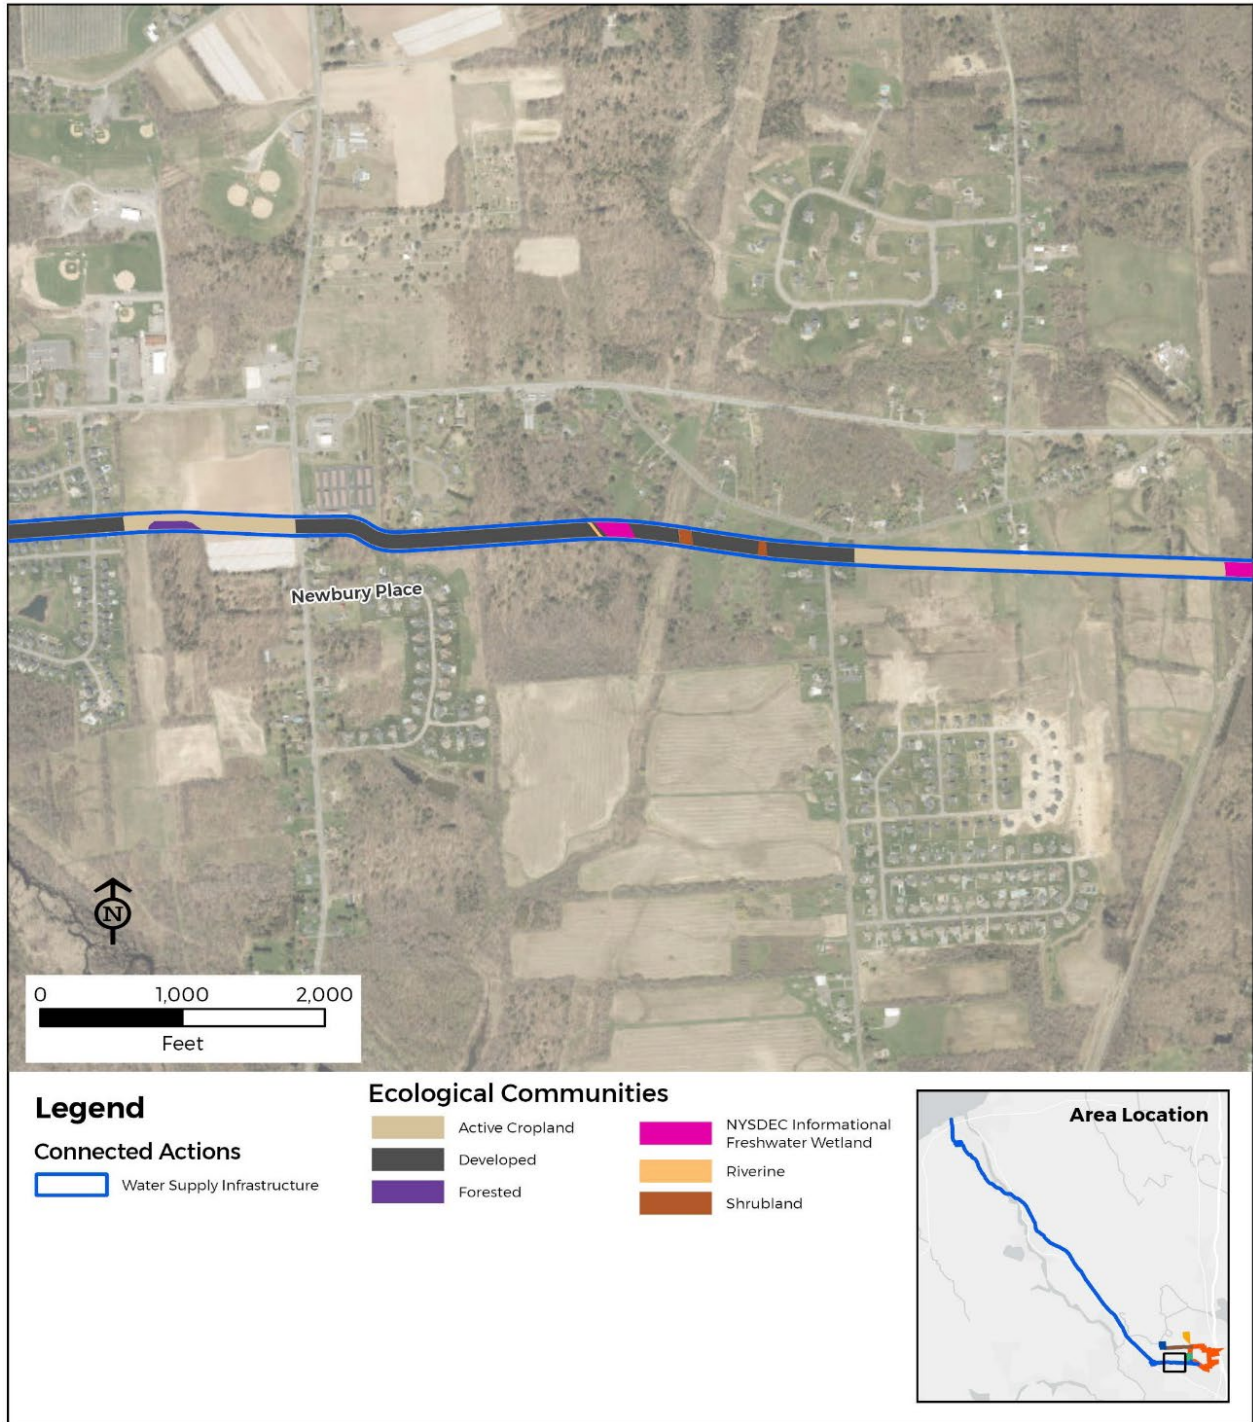 Newbury Place
N
0 1,000 2,000
Feet
Legend
Connected Actions
Water Supply Infrastructure
Ecological Communities
Active Cropland
Developed
Forested
NYSDEC Informational
Freshwater Wetland
Riverine
Shrubland
Area Location